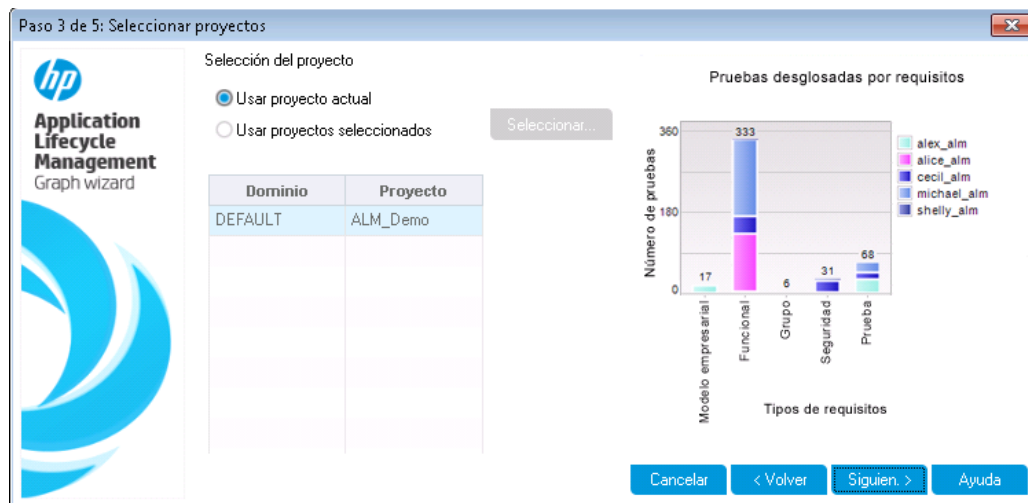 Paso 3 de 5: Seleccionar proyectos
hp
Application
Lifecycle
Management
Graph wizard
Selección del proyecto
Usar proyecto actual
Usar proyectos seleccionados
Seleccionar...
Dominio Proyecto
DEFAULT ALM_Demo
Pruebas desglosadas por requisitos
Número de pruebas
360
180
0
17
333
6
31
68
Modelo empresarial
Funcional
Grupo
Seguridad
Prueba
Tipos de requisitos
alex_alm
alice_alm
cecil_alm
michael_alm
shelly_alm
Cancelar
< Volver
Siguien. >
Ayuda